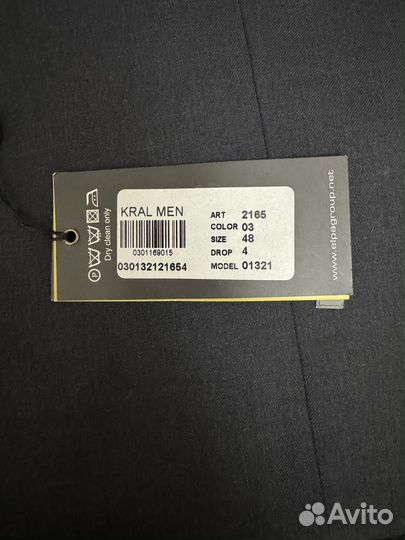 KRAL MEN
0301169015
030132121654
ART 2165
COLOR 03
SIZE 48
DROP 4
MODEL 01321
Dry clean only
P
www.elpagroup.net
Avito